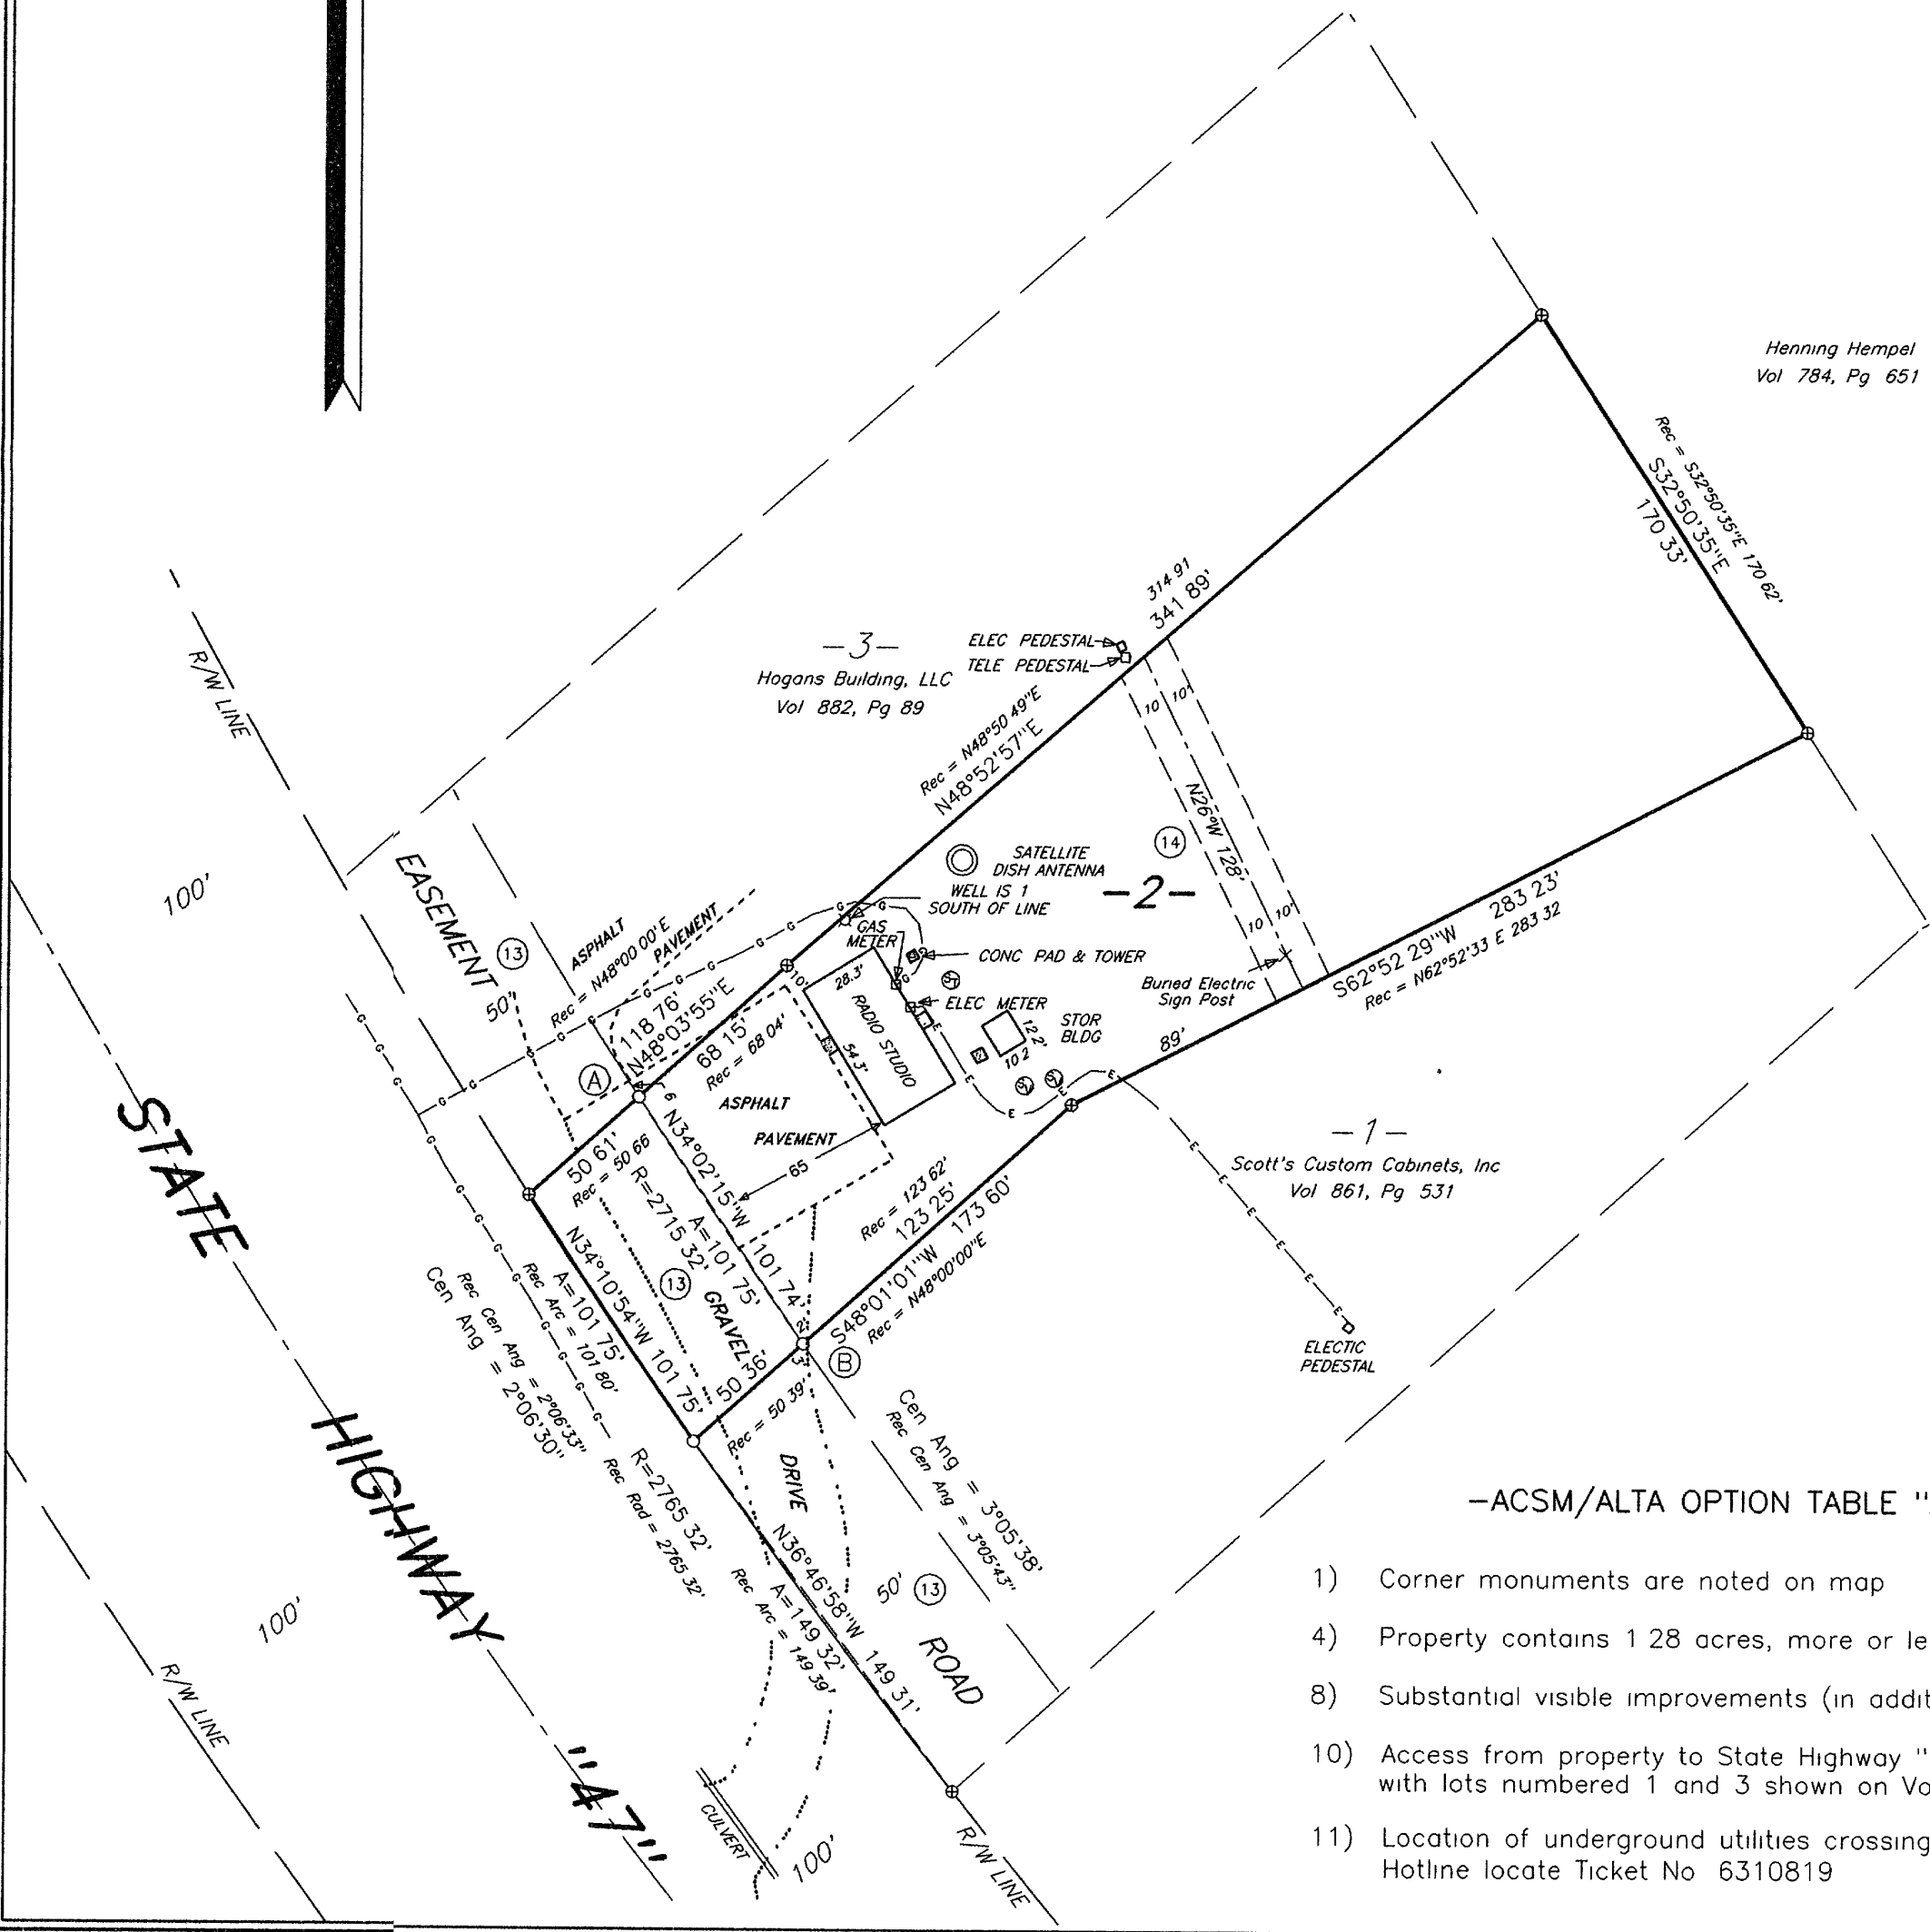 Henning Hempel
Vol 784, Pg 651
Rec = S32°50'35"E 170 62'
S32°50'35"E
170 33'
314 91
341 89'
-3-
Hogans Building, LLC
Vol 882, Pg 89
ELEC PEDESTAL
TELE PEDESTAL
R/W LINE
Rec = N48°50 49"E
N48°52'57"E
10 10'
N26°W 128'
14
SATELLITE
DISH ANTENNA
-2-
WELL IS 1
SOUTH OF LINE
GAS
METER
CONC PAD & TOWER
10 10'
283 23'
S62°52 29"W
Rec = N62°52'33 E 283 32
Buried Electric
Sign Post
100'
EASEMENT
13
50'
ASPHALT
PAVEMENT
Rec = N48°00 00' E
118 76'
N48°03'55"E
68 15'
Rec = 68 04'
10'
28.3'
RADIO STUDIO
54.3'
ELEC METER
STOR
BLDG
12 2'
10 2
89'
A
6
ASPHALT
PAVEMENT
65
-1-
Scott's Custom Cabinets, Inc
Vol 861, Pg 531
50 61'
Rec = 50 66
N34°02'15"W 101 74'
R=2715 32'
A=101 75'
13
GRAVEL
Rec = 123 62'
123 25'
S48°01'01"W 173 60'
Rec = N48°00'00"E
2'
3'
B
STATE
HIGHWAY
"47"
N34°10'54"W 101 75'
A=101 75'
Rec Arc = 101 80'
Rec Cen Ang = 2°06'33"
Cen Ang = 2°06'30"
50 36'
Rec = 50 39'
ELECTIC
PEDESTAL
R=2765 32'
Rec Rad = 2765 32'
DRIVE
Cen Ang = 3°05'38'
Rec Cen Ang = 3°05'43"
N36°46'58"W 149 31'
A=149 32'
Rec Arc = 149 39'
50'
13
ROAD
100'
R/W LINE
CULVERT
100'
R/W LINE
-ACSM/ALTA OPTION TABLE "
1) Corner monuments are noted on map
4) Property contains 1 28 acres, more or le
8) Substantial visible improvements (in addit
10) Access from property to State Highway "
with lots numbered 1 and 3 shown on Vo
11) Location of underground utilities crossing
Hotline locate Ticket No 6310819